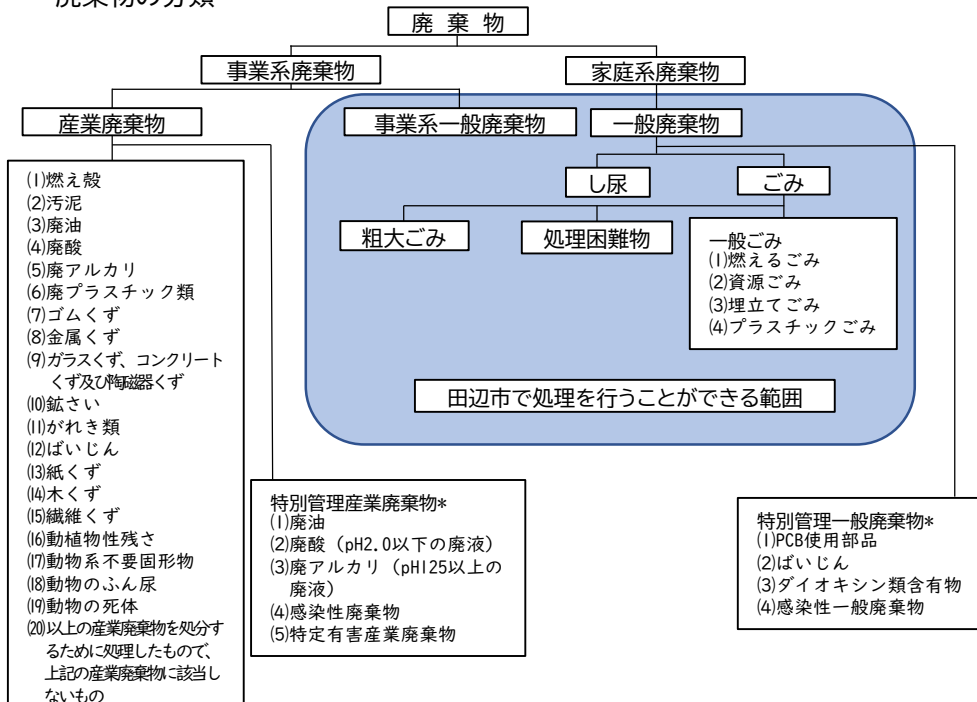 廃棄物の分類
廃 棄 物
事業系廃棄物
家庭系廃棄物
産業廃棄物
事業系一般廃棄物
一般廃棄物
し尿
ごみ
粗大ごみ
処理困難物
一般ごみ
(1)燃えるごみ
(2)資源ごみ
(3)埋立てごみ
(4)プラスチックごみ
田辺市で処理を行うことができる範囲
(1)燃え殻
(2)汚泥
(3)廃油
(4)廃酸
(5)廃アルカリ
(6)廃プラスチック類
(7)ゴムくず
(8)金属くず
(9)ガラスくず、コンクリート
くず及び陶磁器くず
(10)鉱さい
(11)がれき類
(12)ばいじん
(13)紙くず
(14)木くず
(15)繊維くず
(16)動植物性残さ
(17)動物系不要固形物
(18)動物のふん尿
(19)動物の死体
(20)以上の産業廃棄物を処分す
るために処理したもので、
上記の産業廃棄物に該当し
ないもの
特別管理産業廃棄物*
(1)廃油
(2)廃酸（pH2.0以下の廃液）
(3)廃アルカリ（pH125以上の
廃液）
(4)感染性廃棄物
(5)特定有害産業廃棄物
特別管理一般廃棄物*
(1)PCB使用部品
(2)ばいじん
(3)ダイオキシン類含有物
(4)感染性一般廃棄物